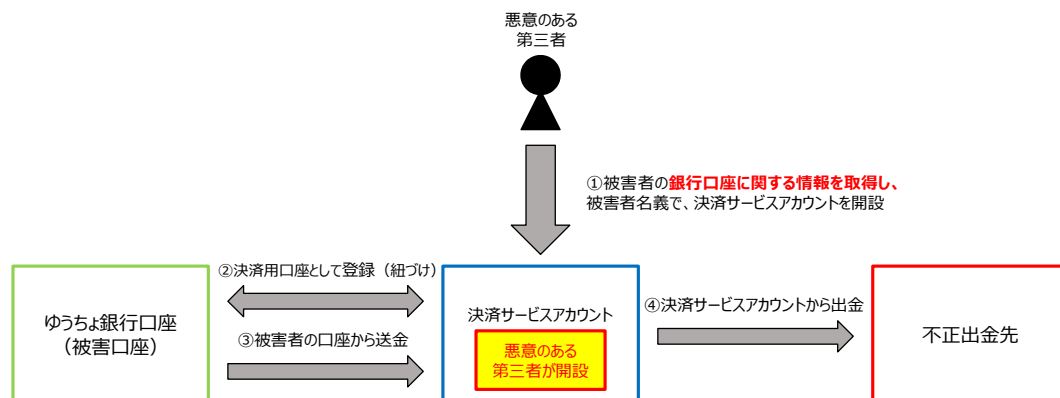 悪意のある
第三者
①被害者の銀行口座に関する情報を取得し、
被害者名義で、決済サービスアカウントを開設
②決済用口座として登録（紐づけ）
ゆうちょ銀行口座
（被害口座）
③被害者の口座から送金
決済サービスアカウント
悪意のある
第三者が開設
④決済サービスアカウントから出金
不正出金先